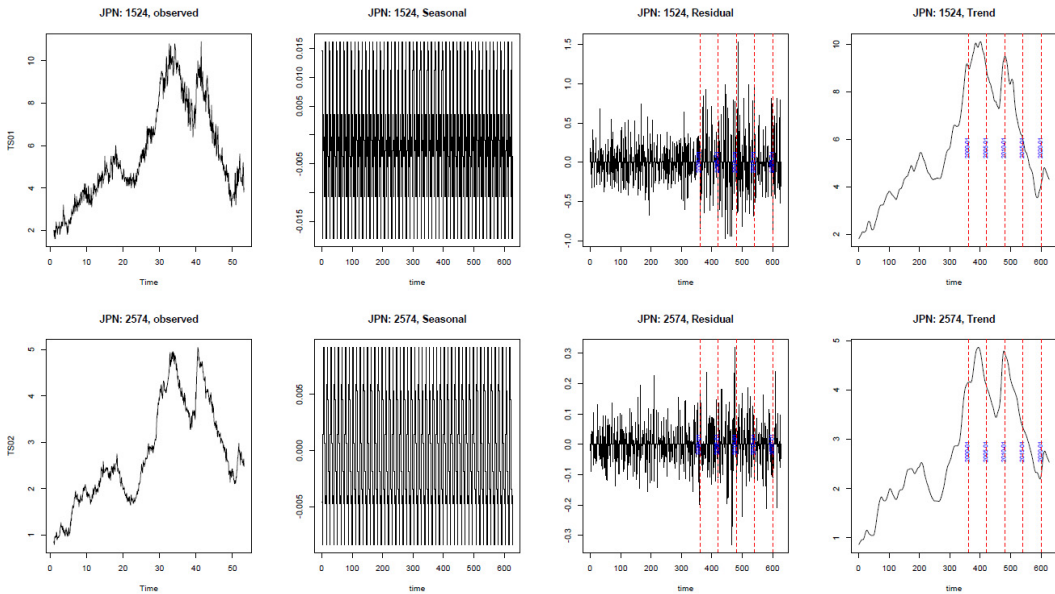 JPN: 1524, observed
TS01
10
8
6
4
2
0 10 20 30 40 50
Time
JPN: 1524, Seasonal
0.015
0.005
-0.005
-0.015
0 100 200 300 400 500 600
time
JPN: 1524, Residual
1.5
1.0
0.5
0.0
-0.5
-1.0
0 100 200 300 400 500 600
time
JPN: 1524, Trend
10
8
6
4
2
0 100 200 300 400 500 600
time
JPN: 2574, observed
TS02
5
4
3
2
1
0 10 20 30 40 50
Time
JPN: 2574, Seasonal
0.005
0.000
-0.005
0 100 200 300 400 500 600
time
JPN: 2574, Residual
0.3
0.2
0.1
0.0
-0.1
-0.2
-0.3
0 100 200 300 400 500 600
time
JPN: 2574, Trend
5
4
3
2
1
0 100 200 300 400 500 600
time